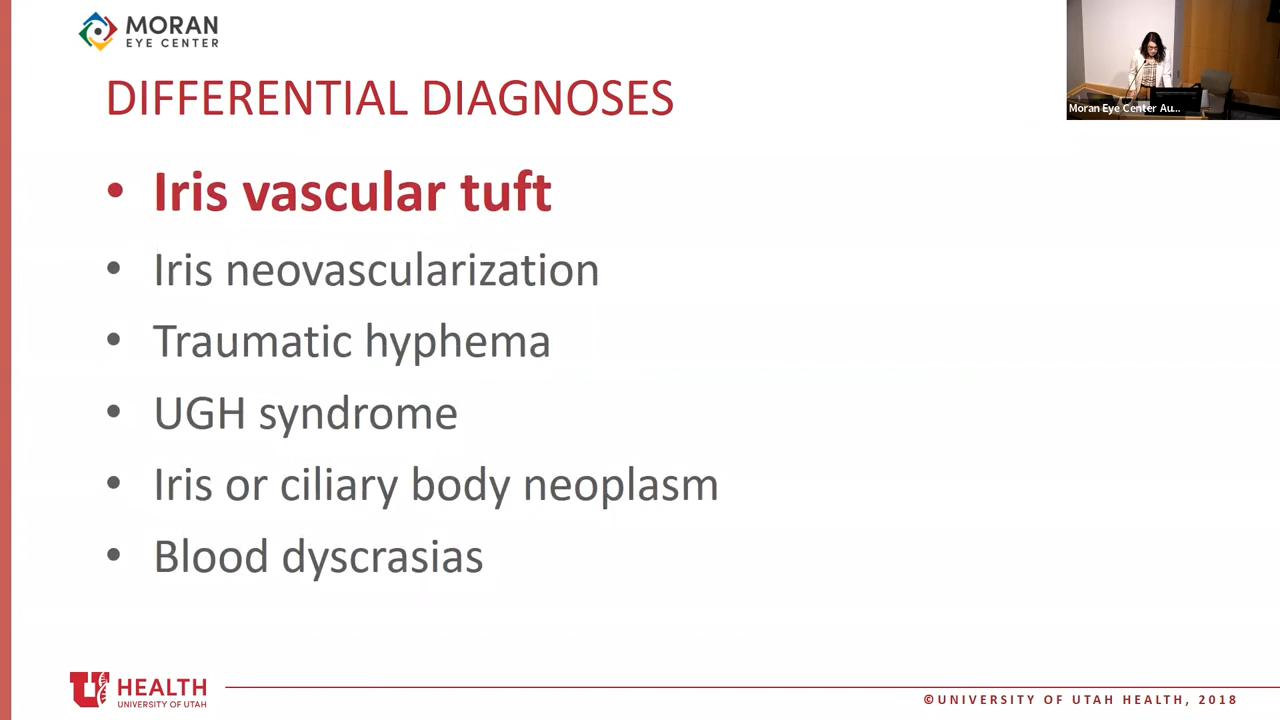 MORAN
EYE CENTER
Moran Eye Center Au...
DIFFERENTIAL DIAGNOSES
• Iris vascular tuft
• Iris neovascularization
• Traumatic hyphema
• UGH syndrome
• Iris or ciliary body neoplasm
• Blood dyscrasias
U HEALTH
UNIVERSITY OF UTAH
©UNIVERSITY OF UTAH HEALTH, 2018